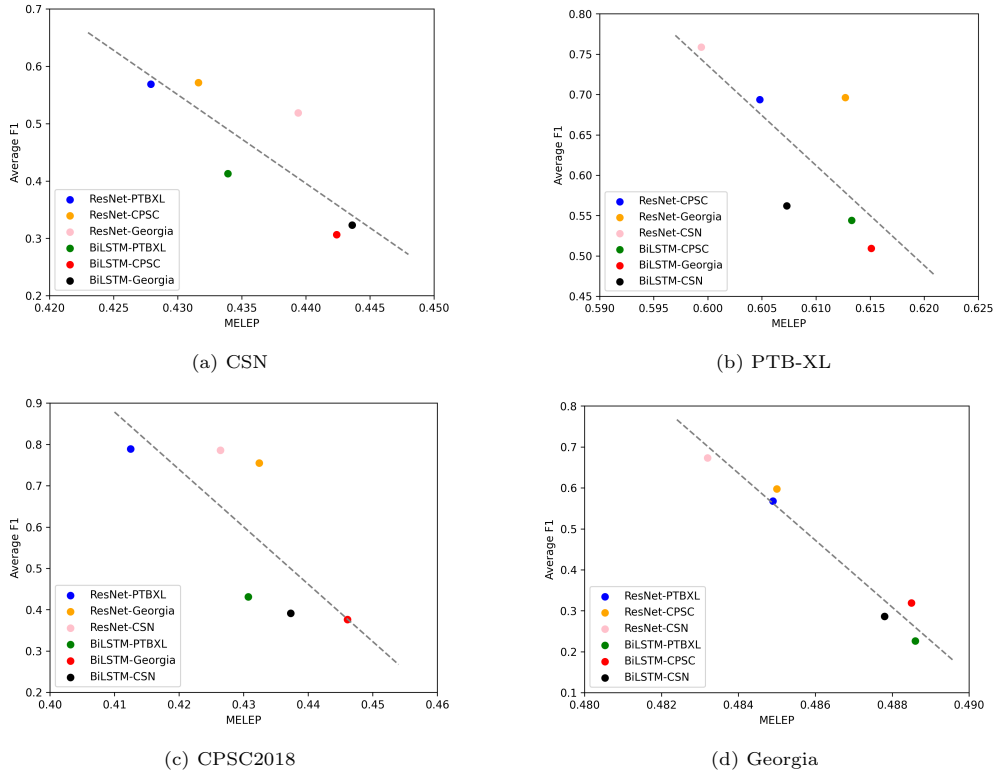 0.7
0.6
0.5
0.4
0.3
0.2
Average F1
ResNet-PTBXL
ResNet-CPSC
ResNet-Georgia
BiLSTM-PTBXL
BiLSTM-CPSC
BiLSTM-Georgia
0.420 0.425 0.430 0.435 0.440 0.445 0.450
MELEP
(a) CSN
0.80
0.75
0.70
0.65
0.60
0.55
0.50
0.45
Average F1
ResNet-CPSC
ResNet-Georgia
ResNet-CSN
BiLSTM-CPSC
BiLSTM-Georgia
BiLSTM-CSN
0.590 0.595 0.600 0.605 0.610 0.615 0.620 0.625
MELEP
(b) PTB-XL
0.9
0.8
0.7
0.6
0.5
0.4
0.3
0.2
Average F1
ResNet-PTBXL
ResNet-Georgia
ResNet-CSN
BiLSTM-PTBXL
BiLSTM-Georgia
BiLSTM-CSN
0.40 0.41 0.42 0.43 0.44 0.45 0.46
MELEP
(c) CPSC2018
0.8
0.7
0.6
0.5
0.4
0.3
0.2
0.1
Average F1
ResNet-PTBXL
ResNet-CPSC
ResNet-CSN
BiLSTM-PTBXL
BiLSTM-CPSC
BiLSTM-CSN
0.480 0.482 0.484 0.486 0.488 0.490
MELEP
(d) Georgia